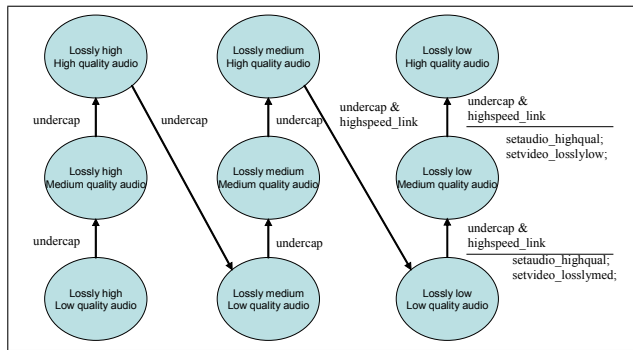 Lossly high
High quality audio
Lossly medium
High quality audio
Lossly low
High quality audio
undercap
undercap
undercap
undercap &
highspeed_link
undercap &
highspeed_link
setaudio_highqual;
setvideo_losslylow;
Lossly high
Medium quality audio
Lossly medium
Medium quality audio
Lossly low
Medium quality audio
undercap
undercap
undercap &
highspeed_link
setaudio_highqual;
setvideo_losslymed;
Lossly high
Low quality audio
Lossly medium
Low quality audio
Lossly low
Low quality audio